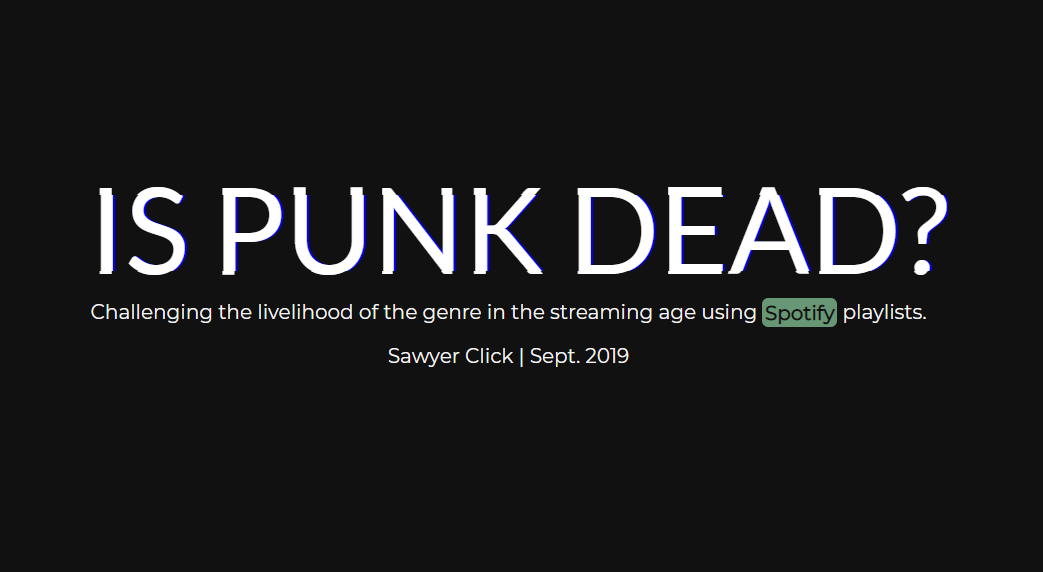 IS PUNK DEAD?
Challenging the livelihood of the genre in the streaming age using Spotify playlists.
Sawyer Click | Sept. 2019